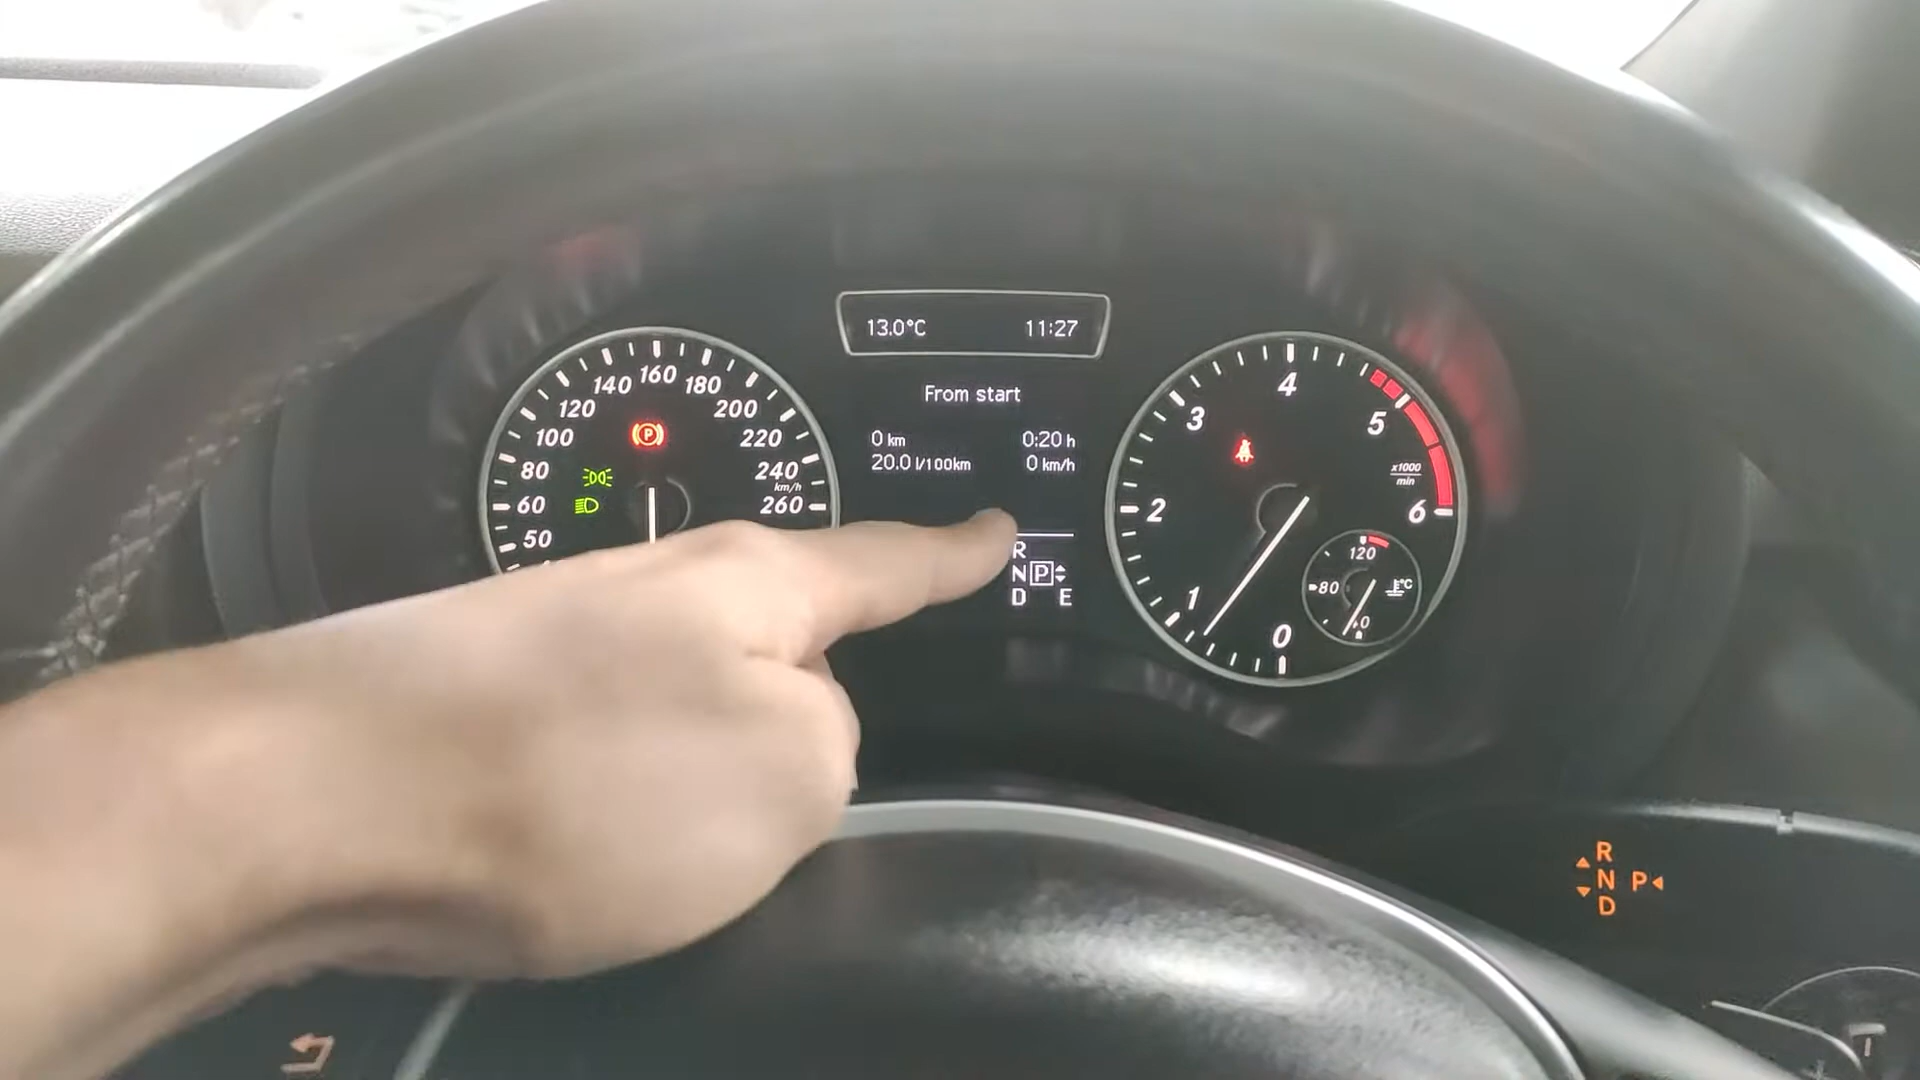 13.0°C 11:27
From start
0 km 0:20 h
20.0 l/100km 0 km/h
R
N P
D E
50
60
80
100
120
140
160
180
200
220
240
km/h
260
P
0
1
2
3
4
5
6
x1000
min
120
80
°C
R
N P
D